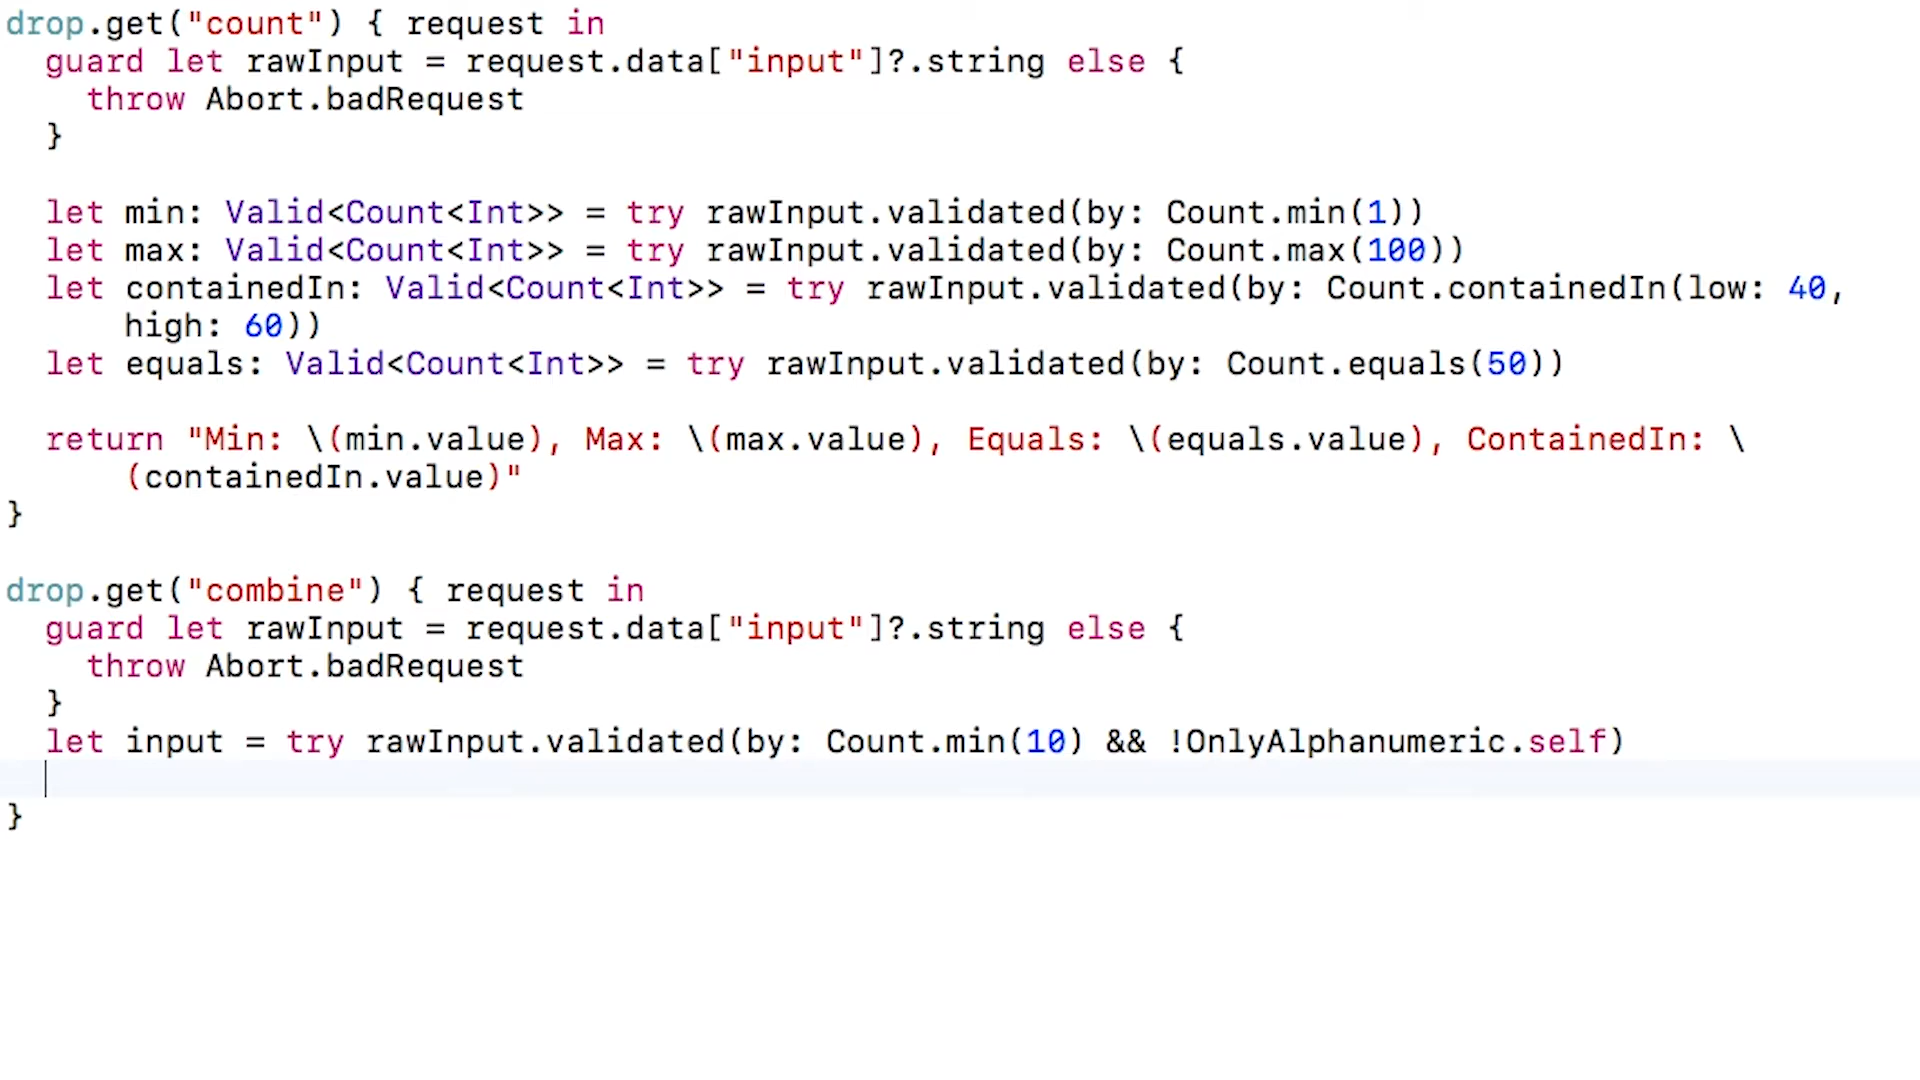 drop.get("count") { request in
  guard let rawInput = request.data["input"]?.string else {
    throw Abort.badRequest
  }

  let min: Valid<Count<Int>> = try rawInput.validated(by: Count.min(1))
  let max: Valid<Count<Int>> = try rawInput.validated(by: Count.max(100))
  let containedIn: Valid<Count<Int>> = try rawInput.validated(by: Count.containedIn(low: 40,
      high: 60))
  let equals: Valid<Count<Int>> = try rawInput.validated(by: Count.equals(50))

  return "Min: \(min.value), Max: \(max.value), Equals: \(equals.value), ContainedIn: \
      (containedIn.value)"
}

drop.get("combine") { request in
  guard let rawInput = request.data["input"]?.string else {
    throw Abort.badRequest
  }
  let input = try rawInput.validated(by: Count.min(10) && !OnlyAlphanumeric.self)

}